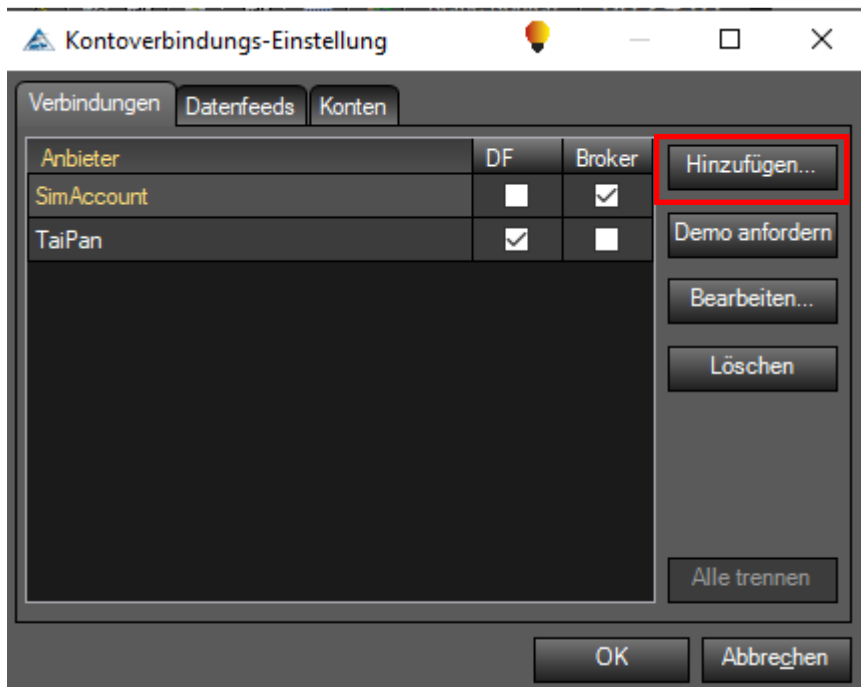 Kontoverbindungs-Einstellung
Verbindungen Datenfeeds Konten
Anbieter DF Broker Hinzufügen...
SimAccount
TaiPan Demo anfordern
Bearbeiten...
Löschen
Alle trennen
OK Abbrechen